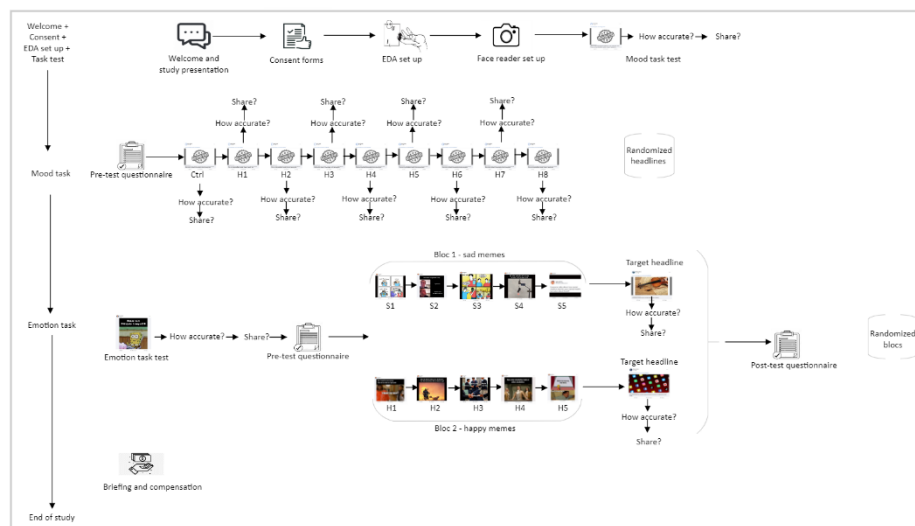 Welcome +
Consent +
EDA set up +
Task test
Welcome and
study presentation
Consent forms
EDA set up
Face reader set up
Mood task test
How accurate?
Share?
Mood task
Pre-test questionnaire
Share?
Share?
Share?
Share?
How accurate?
How accurate?
How accurate?
How accurate?
Ctrl
H1
H2
H3
H4
H5
H6
H7
H8
How accurate?
How accurate?
How accurate?
How accurate?
How accurate?
Share?
Share?
Share?
Share?
Share?
Randomized
headlines
Emotion task
Emotion task test
How accurate?
Share?
Pre-test questionnaire
Bloc 1 - sad memes
S1
S2
S3
S4
S5
Target headline
How accurate?
Share?
H1
H2
H3
H4
H5
Bloc 2 - happy memes
Target headline
How accurate?
Share?
Post-test questionnaire
Randomized
blocs
Briefing and compensation
End of study